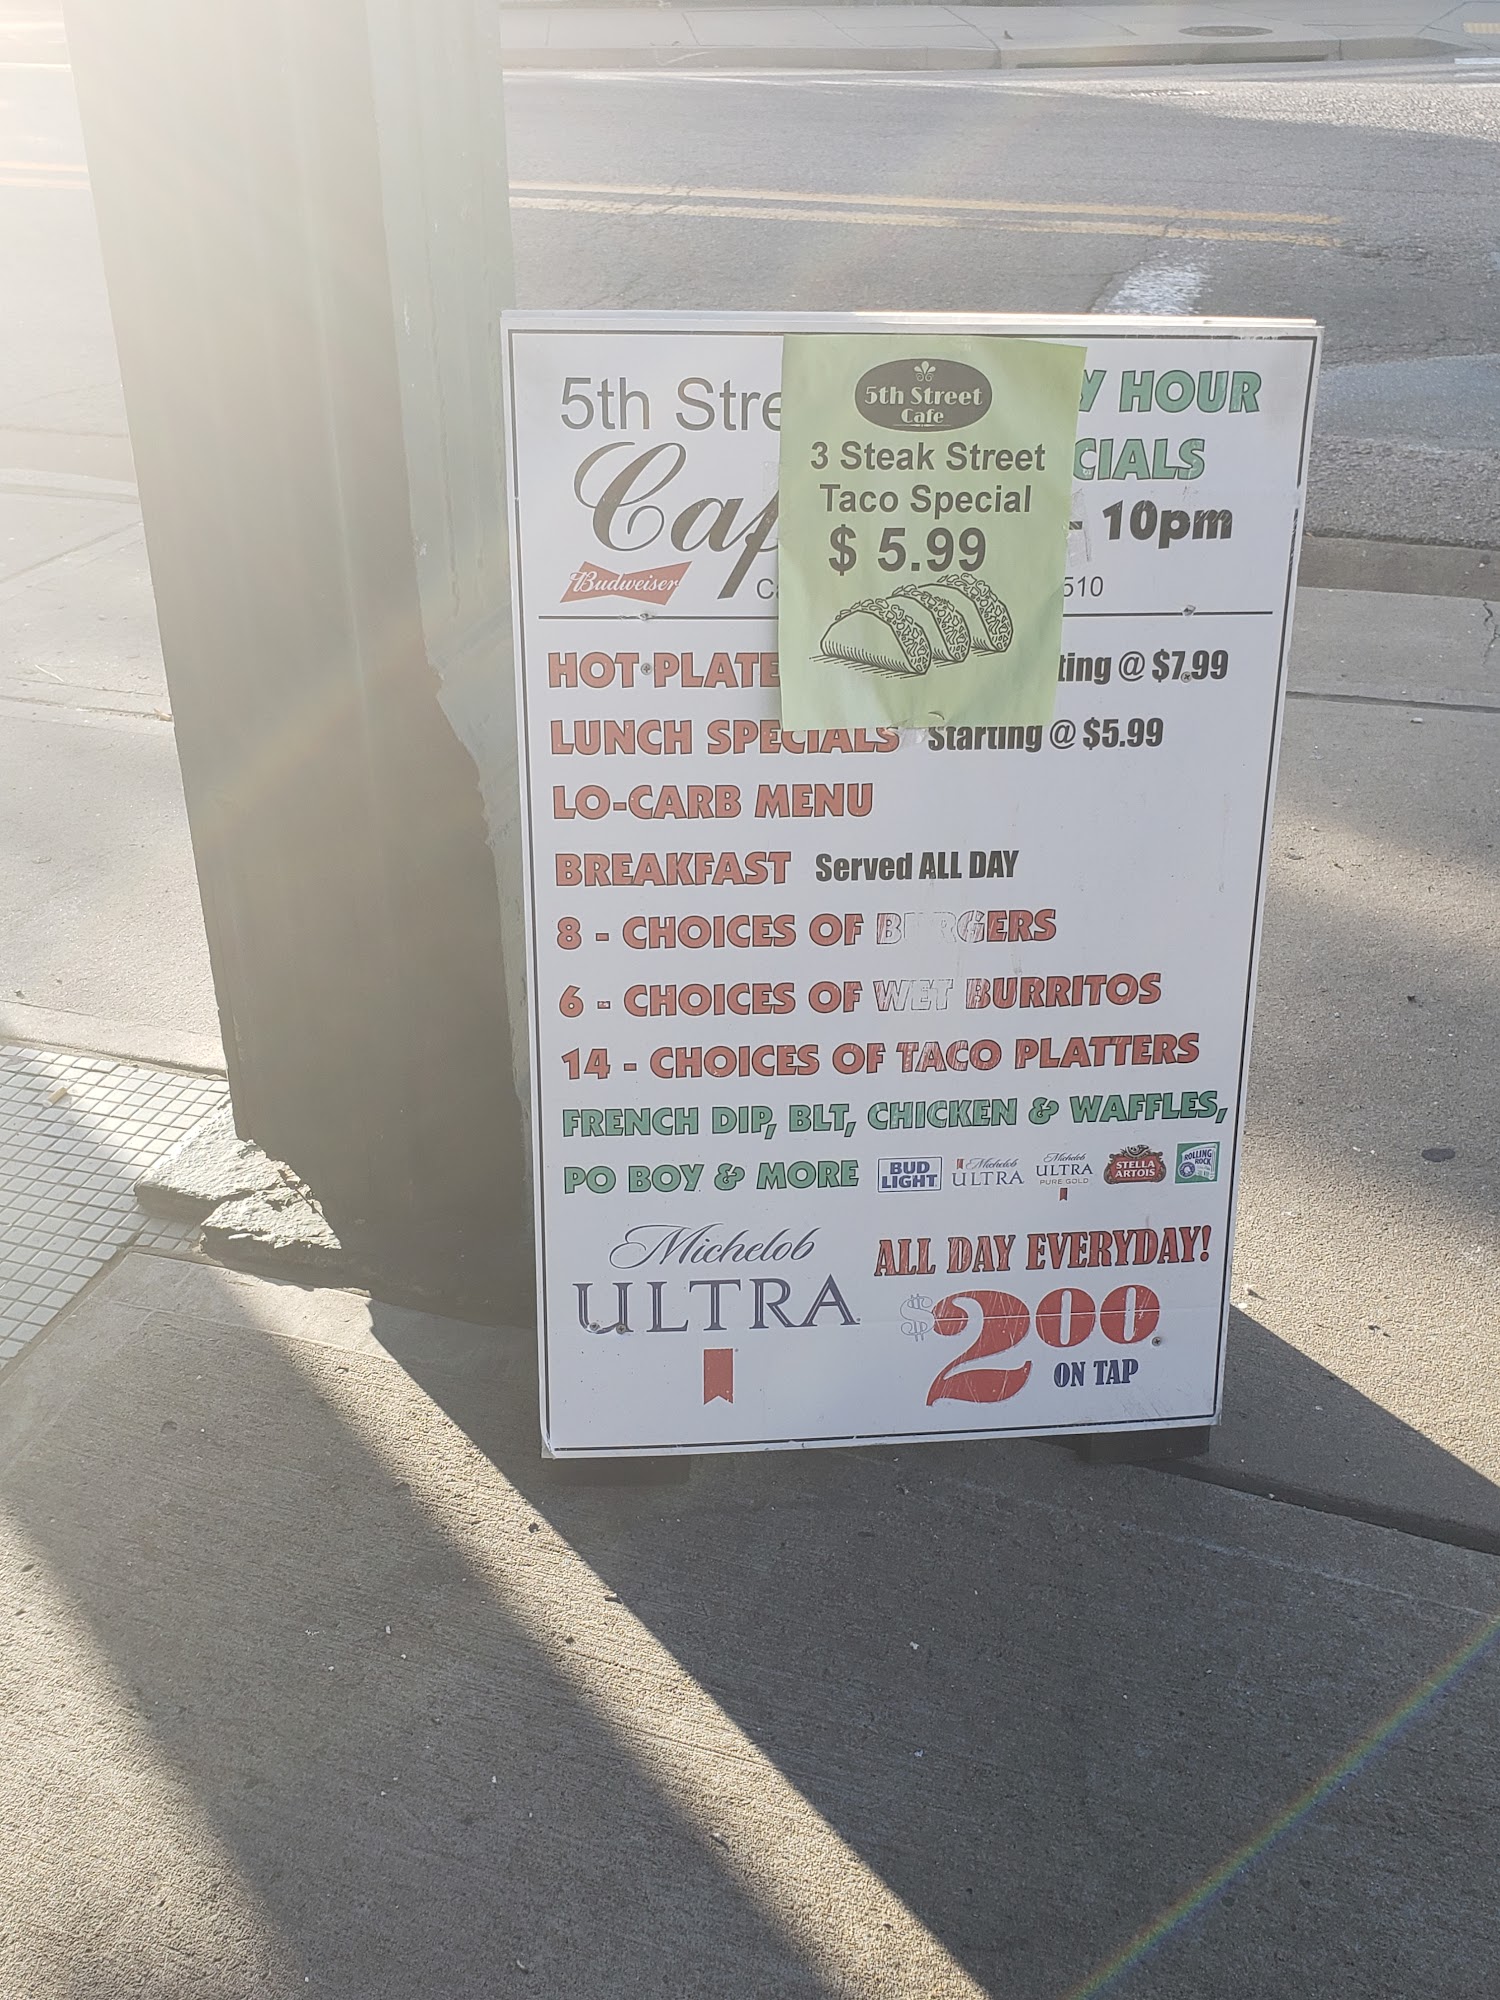 5th Street
Cafe
3 Steak Street
Taco Special
$ 5.99
5th Stre
Caf
Budweiser
Y HOUR
CIALS
- 10pm
510
HOT PLATE ting @ $7.99
LUNCH SPECIALS Starting @ $5.99
LO-CARB MENU
BREAKFAST Served ALL DAY
8 - CHOICES OF BURGERS
6 - CHOICES OF WET BURRITOS
14 - CHOICES OF TACO PLATTERS
FRENCH DIP, BLT, CHICKEN & WAFFLES,
PO BOY & MORE
BUD
LIGHT
Michelob
ULTRA
Michelob
ULTRA
PURE GOLD
STELLA
ARTOIS
ROLLING
ROCK
Michelob
ULTRA
ALL DAY EVERYDAY!
$2.00
ON TAP